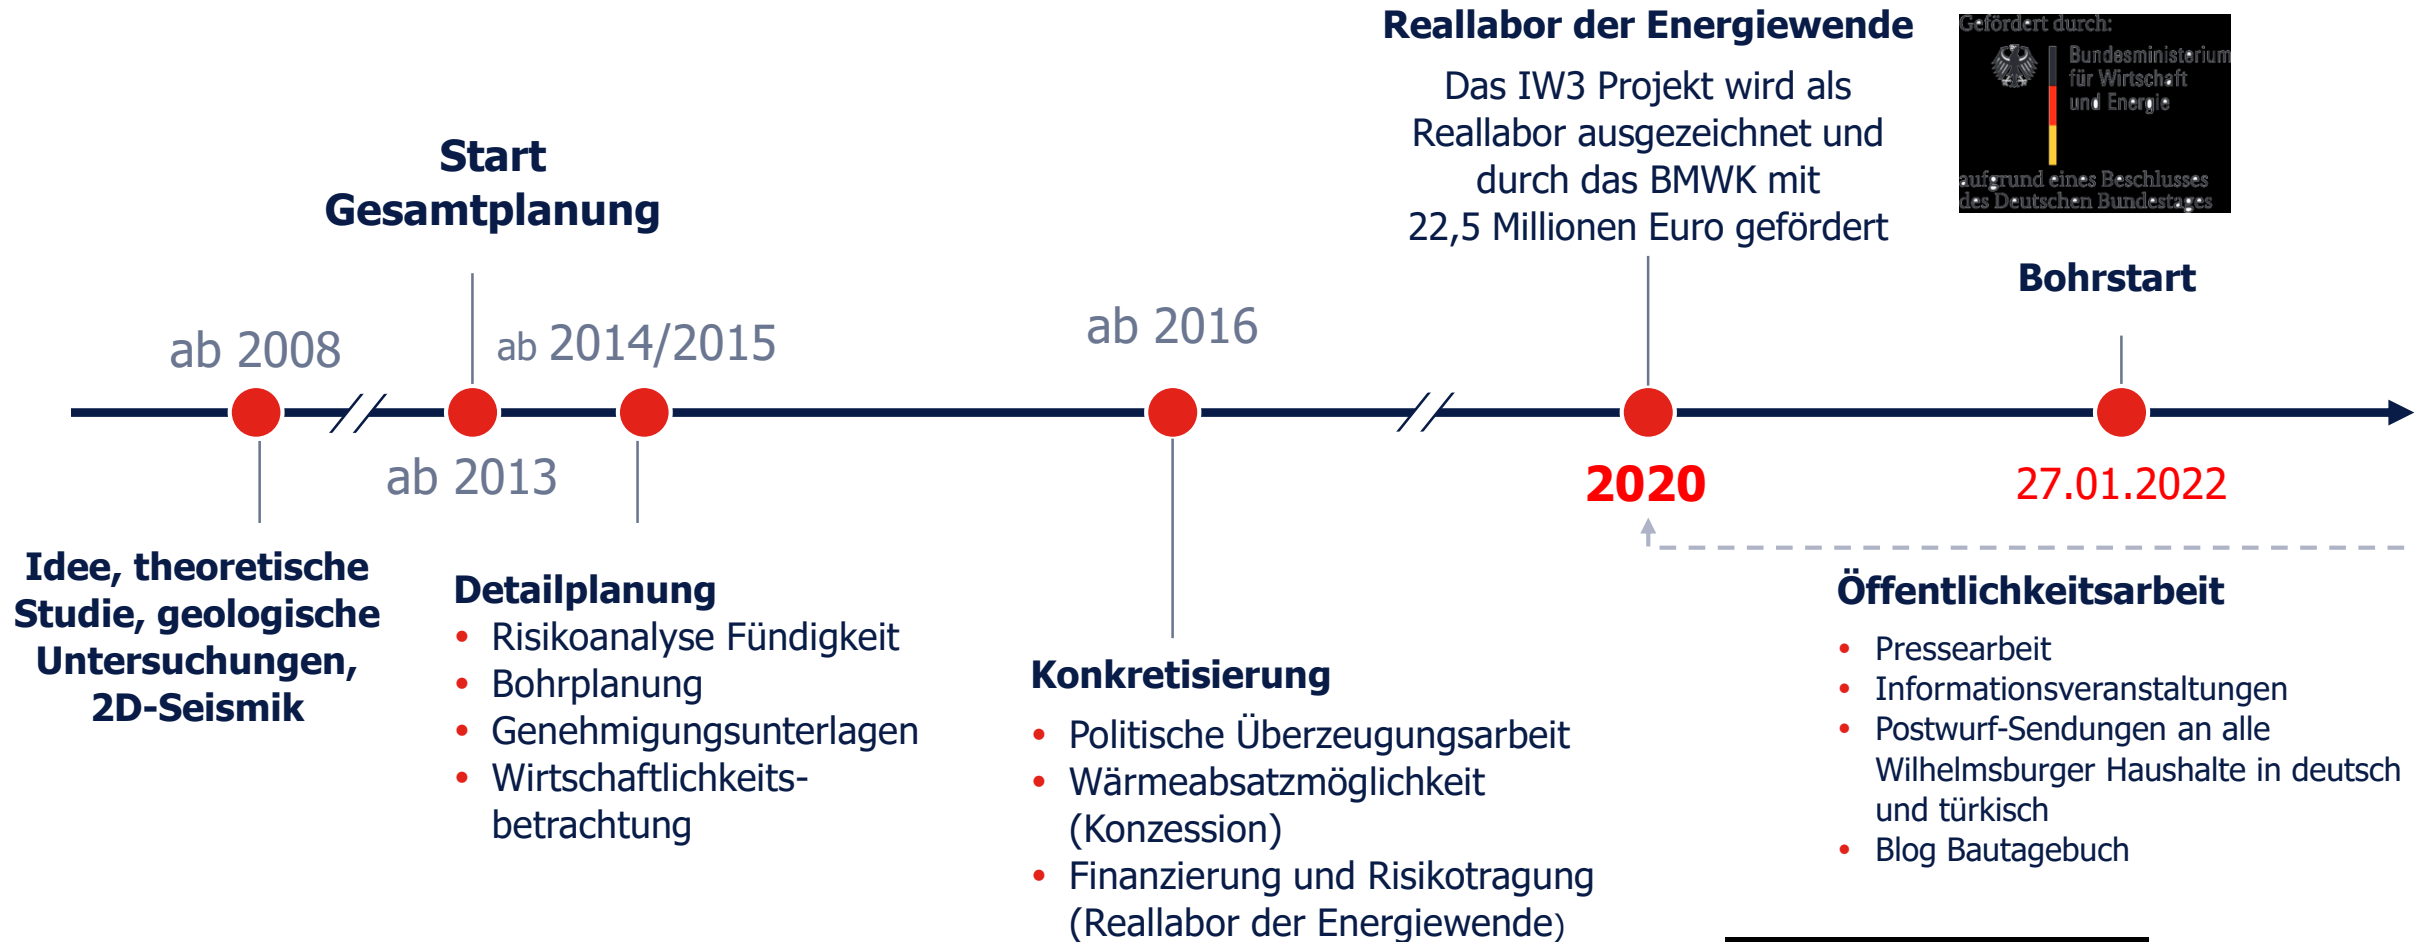 Reallabor der Energiewende
Das IW3 Projekt wird als
Reallabor ausgezeichnet und
durch das BMWK mit
22,5 Millionen Euro gefördert
Gefördert durch:
Bundesministerium
für Wirtschaft
und Energie
aufgrund eines Beschlusses
des Deutschen Bundestages
Start
Gesamtplanung
Bohrstart
ab 2008
ab 2014/2015
ab 2016
ab 2013
2020
27.01.2022
Idee, theoretische
Studie, geologische
Untersuchungen,
2D-Seismik
Detailplanung
• Risikoanalyse Fündigkeit
• Bohrplanung
• Genehmigungsunterlagen
• Wirtschaftlichkeits-
betrachtung
Konkretisierung
• Politische Überzeugungsarbeit
• Wärmeabsatzmöglichkeit
(Konzession)
• Finanzierung und Risikotragung
(Reallabor der Energiewende)
Öffentlichkeitsarbeit
• Pressearbeit
• Informationsveranstaltungen
• Postwurf-Sendungen an alle
Wilhelmsburger Haushalte in deutsch
und türkisch
• Blog Bautagebuch